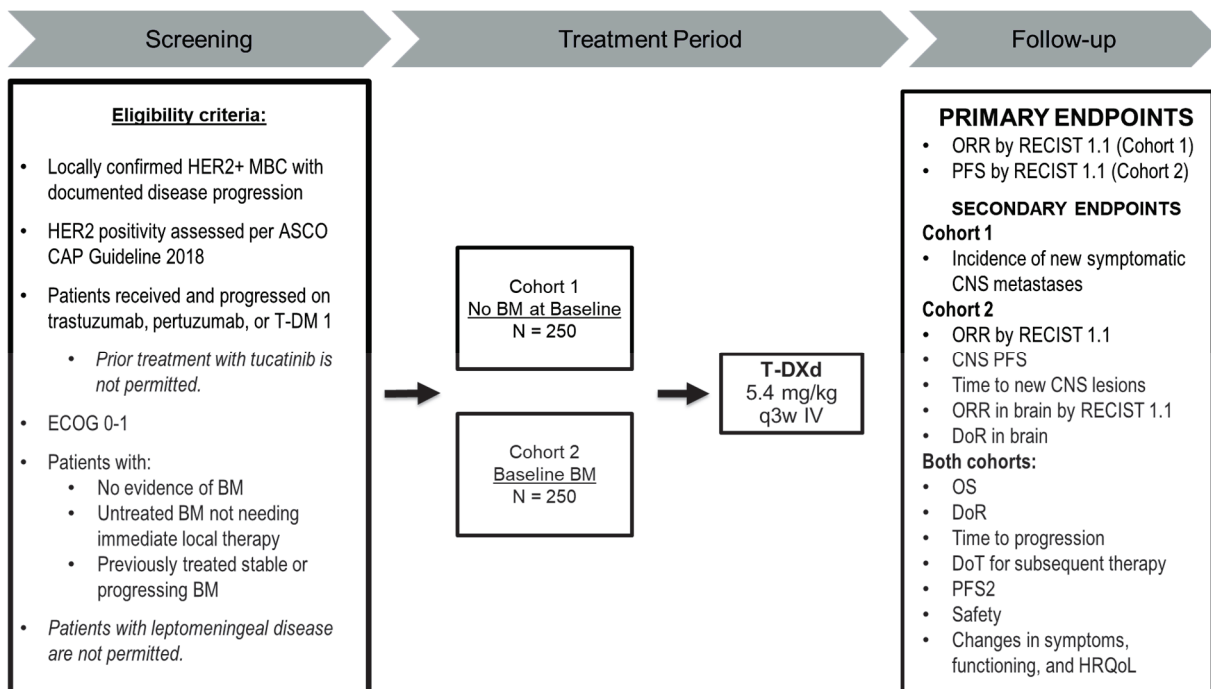 Screening
Treatment Period
Follow-up
Eligibility criteria:
• Locally confirmed HER2+ MBC with
documented disease progression
• HER2 positivity assessed per ASCO
CAP Guideline 2018
• Patients received and progressed on
trastuzumab, pertuzumab, or T-DM 1
• Prior treatment with tucatinib is
not permitted.
• ECOG 0-1
• Patients with:
• No evidence of BM
• Untreated BM not needing
immediate local therapy
• Previously treated stable or
progressing BM
• Patients with leptomeningeal disease
are not permitted.
Cohort 1
No BM at Baseline
N = 250
Cohort 2
Baseline BM
N = 250
T-DXd
5.4 mg/kg
q3w IV
PRIMARY ENDPOINTS
• ORR by RECIST 1.1 (Cohort 1)
• PFS by RECIST 1.1 (Cohort 2)
SECONDARY ENDPOINTS
Cohort 1
• Incidence of new symptomatic
CNS metastases
Cohort 2
• ORR by RECIST 1.1
• CNS PFS
• Time to new CNS lesions
• ORR in brain by RECIST 1.1
• DoR in brain
Both cohorts:
• OS
• DoR
• Time to progression
• DoT for subsequent therapy
• PFS2
• Safety
• Changes in symptoms,
functioning, and HRQoL